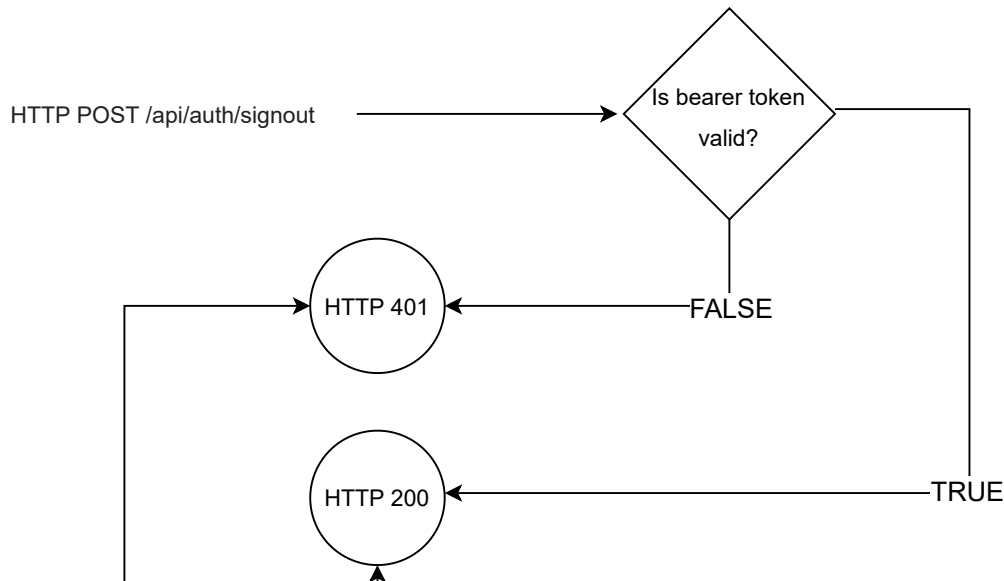 Is bearer token
valid?
HTTP POST /api/auth/signout
HTTP 401
FALSE
HTTP 200
TRUE